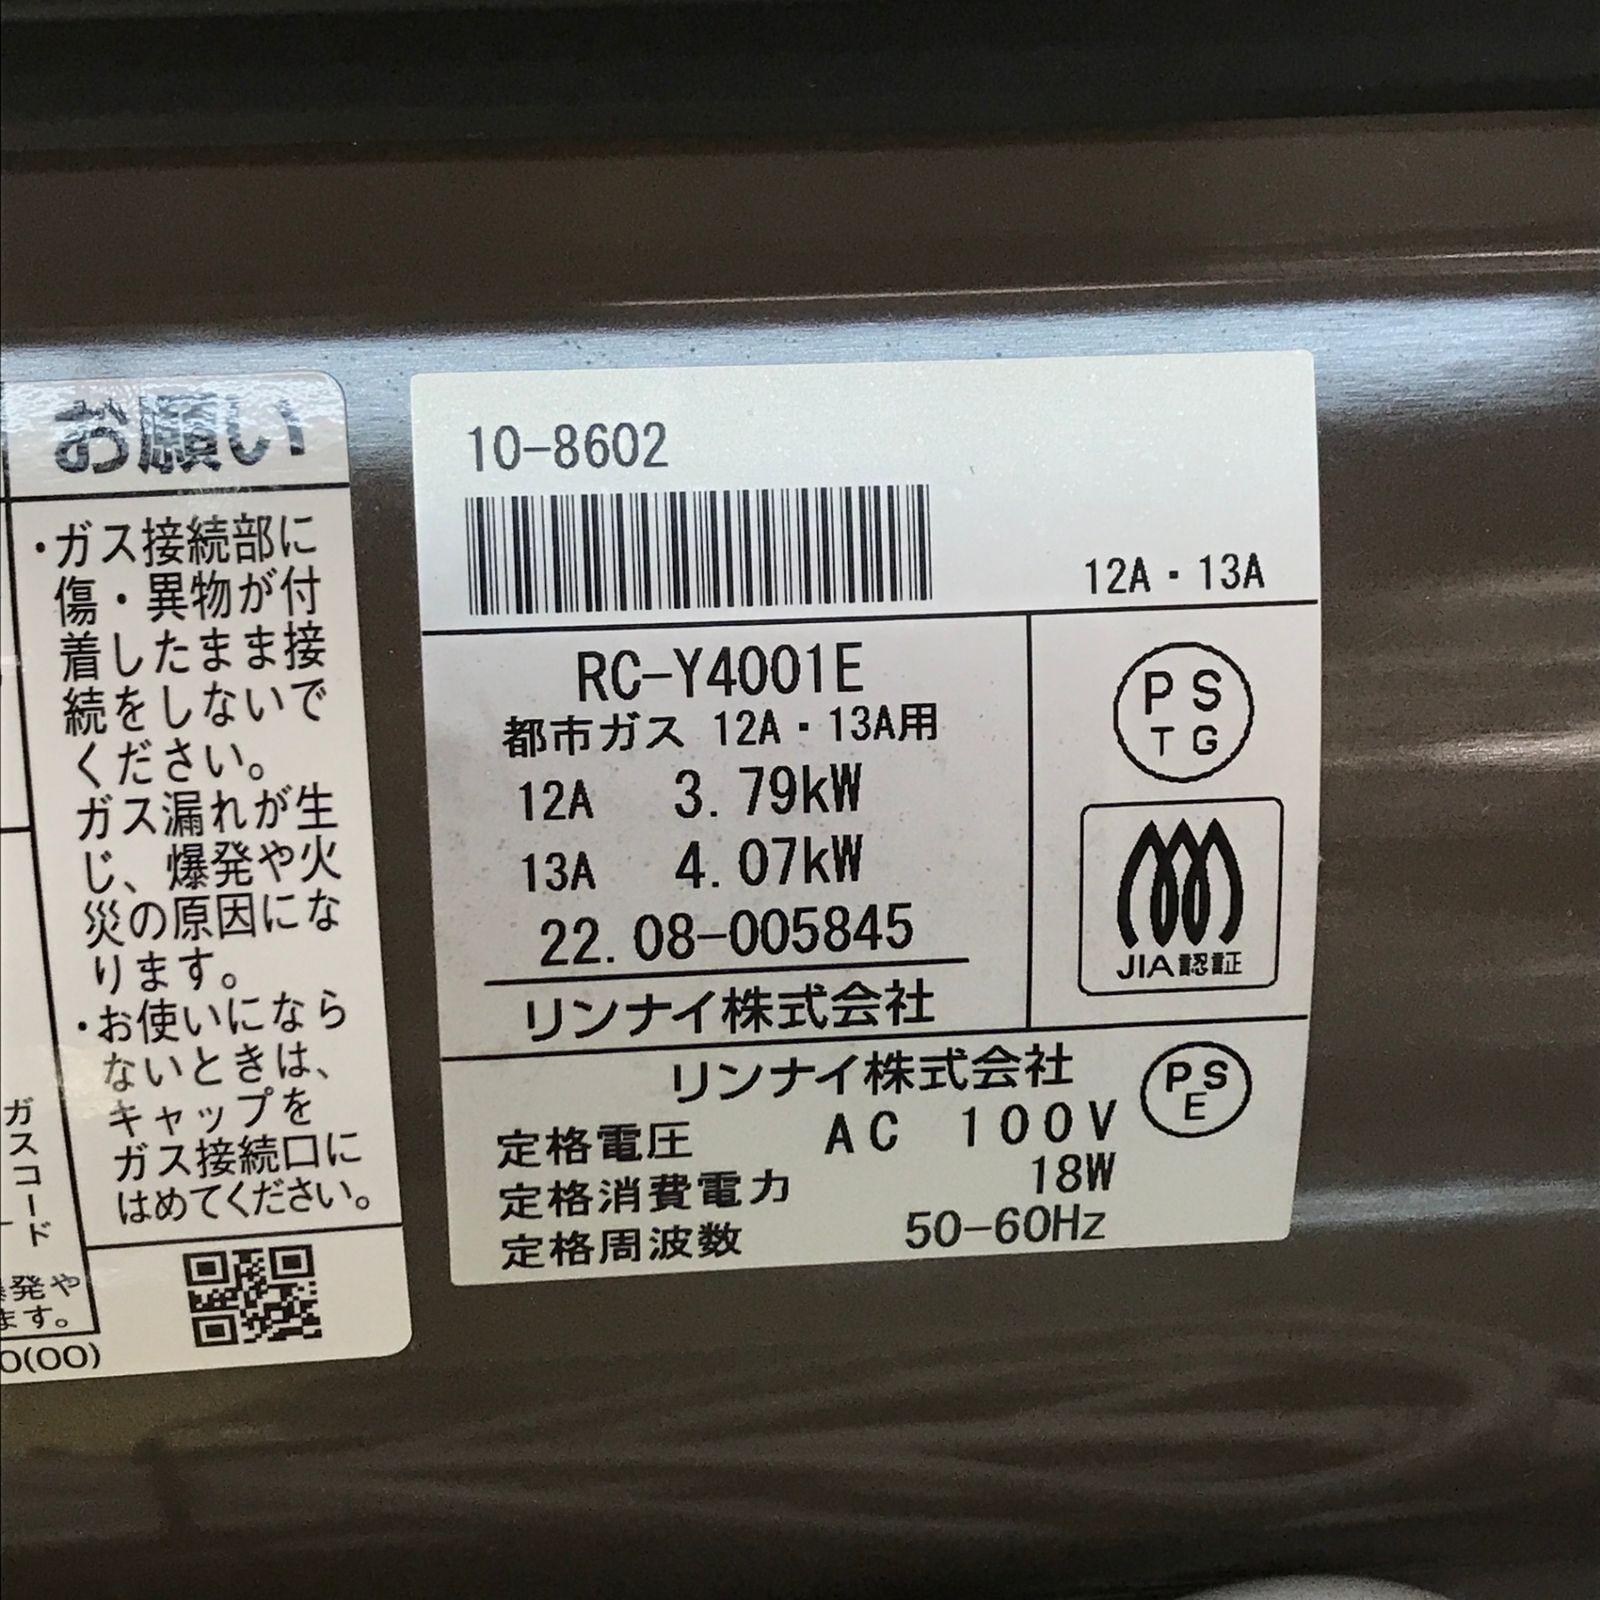 お願い
・ガス接続部に
傷・異物が付
着したまま接
続をしないで
ください。
ガス漏れが生
じ、爆発や火
災の原因にな
ります。
・お使いになら
ないときは、
キャップを
ガス接続口に
はめてください。
ガスコード
発や
ます。
0(00)
10-8602
12A・13A
RC-Y4001E
都市ガス 12A・13A用
12A 3.79kW
13A 4.07kW
22.08-005845
リンナイ株式会社
PS
TG
JIA認証
リンナイ株式会社
PS
E
定格電圧 AC 100V
定格消費電力 18W
定格周波数 50-60Hz